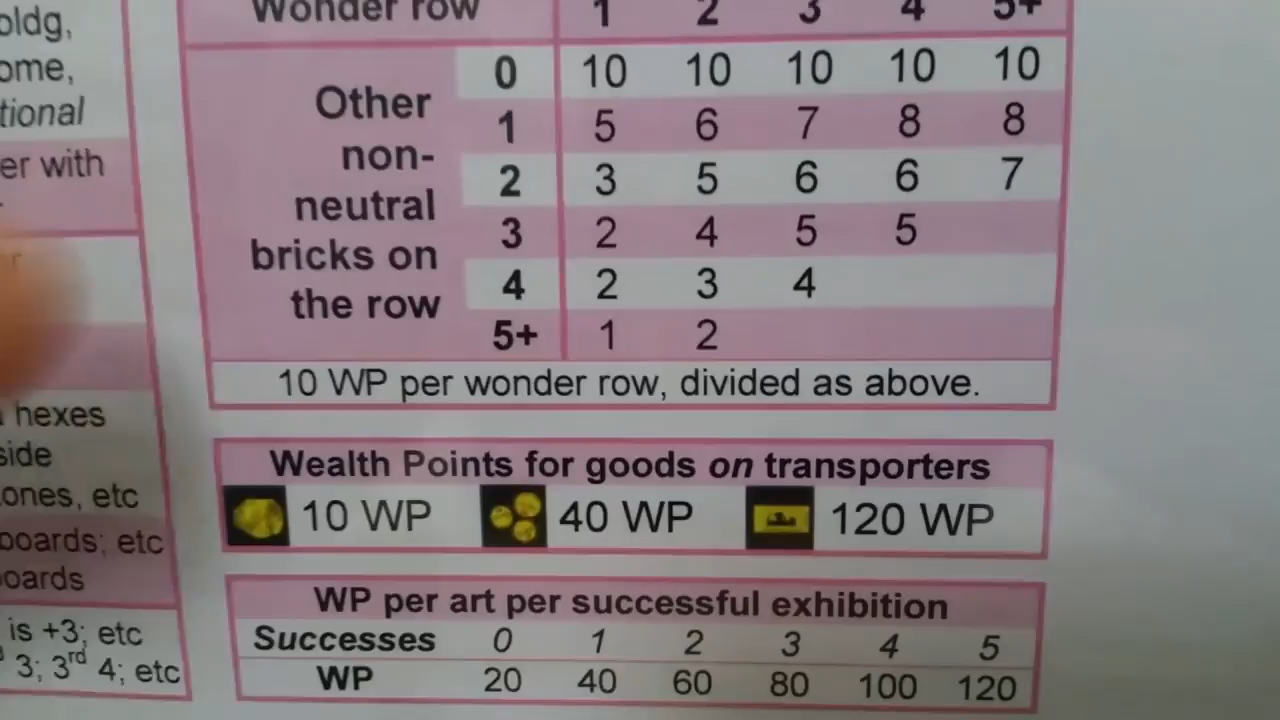 oldg,
ome,
tional
er with
hexes
side
ones, etc
boards; etc
boards
is +3; etc
3; 3rd 4; etc
Wonder row 1 2 3 4 5+
Other non-neutral bricks on the row
0 10 10 10 10 10
1 5 6 7 8 8
2 3 5 6 6 7
3 2 4 5 5
4 2 3 4
5+ 1 2
10 WP per wonder row, divided as above.
Wealth Points for goods on transporters
10 WP 40 WP 120 WP
WP per art per successful exhibition
Successes 0 1 2 3 4 5
WP 20 40 60 80 100 120